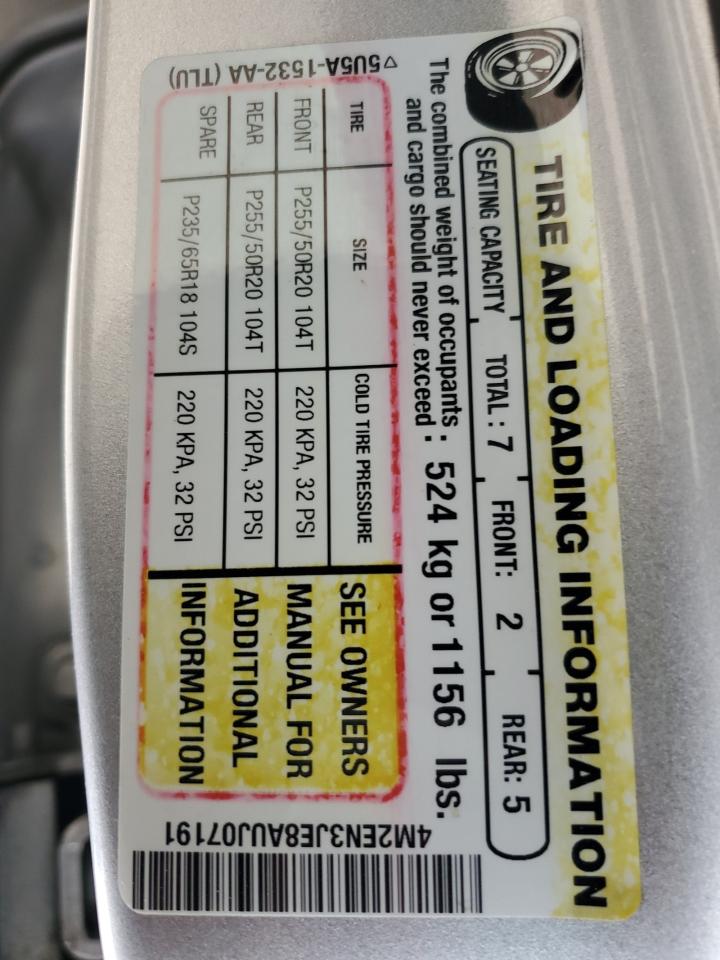 TIRE AND LOADING INFORMATION
SEATING CAPACITY TOTAL : 7 FRONT: 2 REAR: 5
The combined weight of occupants
and cargo should never exceed : 524 kg or 1156 lbs.
TIRE SIZE COLD TIRE PRESSURE
FRONT P255/50R20 104T 220 KPA, 32 PSI
REAR P255/50R20 104T 220 KPA, 32 PSI
SPARE P235/65R18 104S 220 KPA, 32 PSI
SEE OWNERS
MANUAL FOR
ADDITIONAL
INFORMATION
5U5A-1532-AA (TLU)
4M2EN3JE8AUJ07191